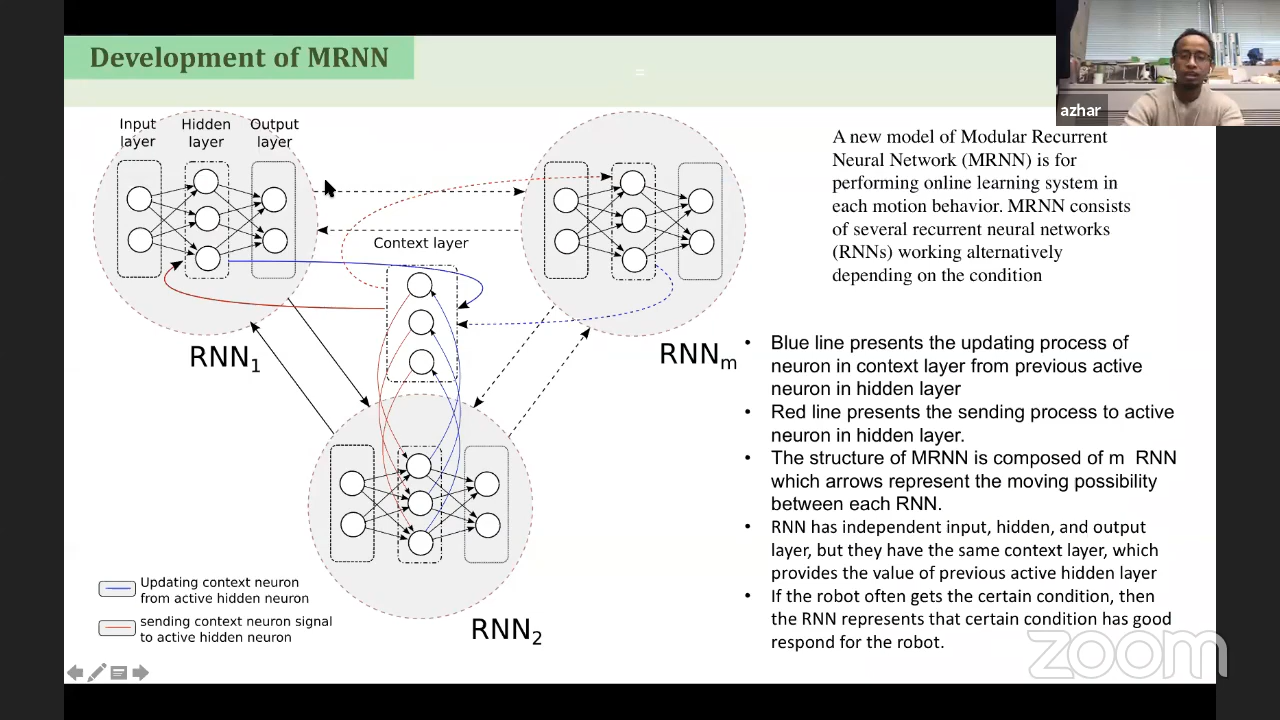 Development of MRNN
=
azhar
Input
layer
Hidden
layer
Output
layer
Context layer
RNN1
RNNm
RNN2
Updating context neuron
from active hidden neuron
sending context neuron signal
to active hidden neuron
A new model of Modular Recurrent
Neural Network (MRNN) is for
performing online learning system in
each motion behavior. MRNN consists
of several recurrent neural networks
(RNNs) working alternatively
depending on the condition
• Blue line presents the updating process of
neuron in context layer from previous active
neuron in hidden layer
• Red line presents the sending process to active
neuron in hidden layer.
• The structure of MRNN is composed of m RNN
which arrows represent the moving possibility
between each RNN.
• RNN has independent input, hidden, and output
layer, but they have the same context layer, which
provides the value of previous active hidden layer
• If the robot often gets the certain condition, then
the RNN represents that certain condition has good
respond for the robot.
zoom